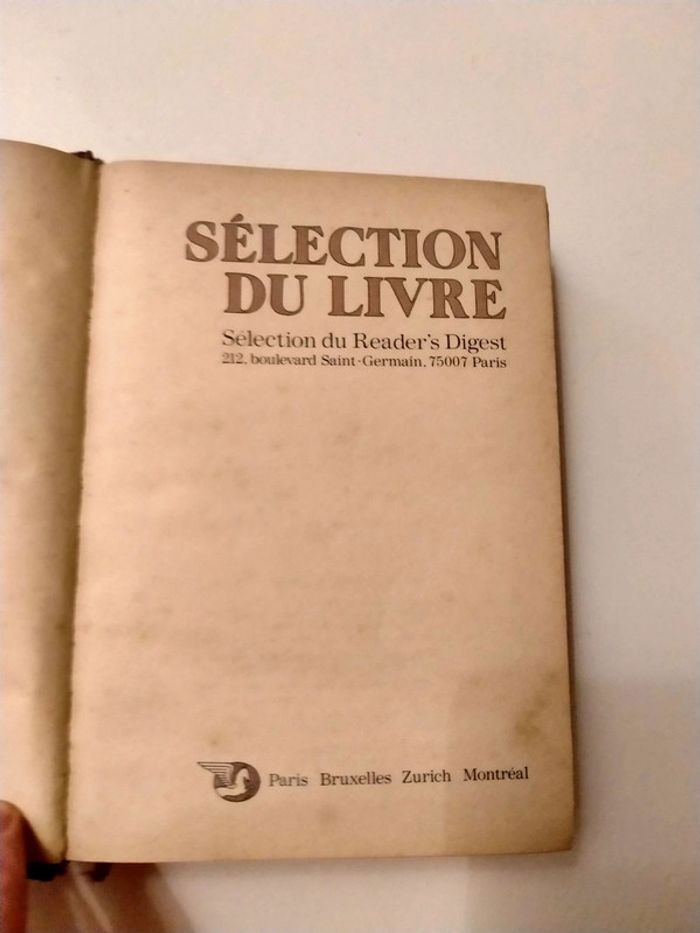 SÉLECTION
DU LIVRE
Sélection du Reader's Digest
212, boulevard Saint-Germain, 75007 Paris
Paris Bruxelles Zurich Montréal